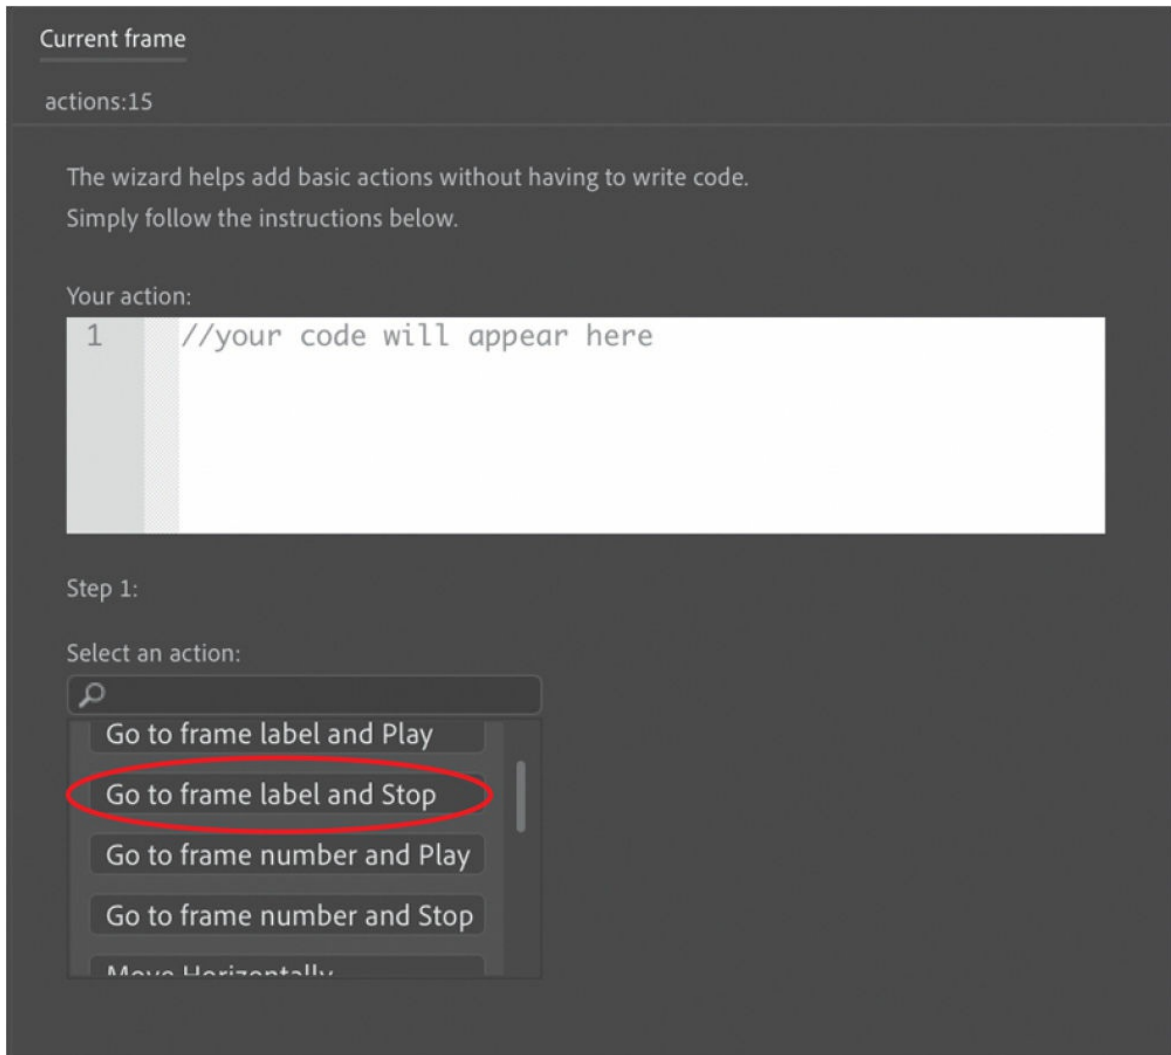 Current frame
actions:15
The wizard helps add basic actions without having to write code.
Simply follow the instructions below.
Your action:
1 //your code will appear here
Step 1:
Select an action:
Go to frame label and Play
Go to frame label and Stop
Go to frame number and Play
Go to frame number and Stop
Move Horizontally